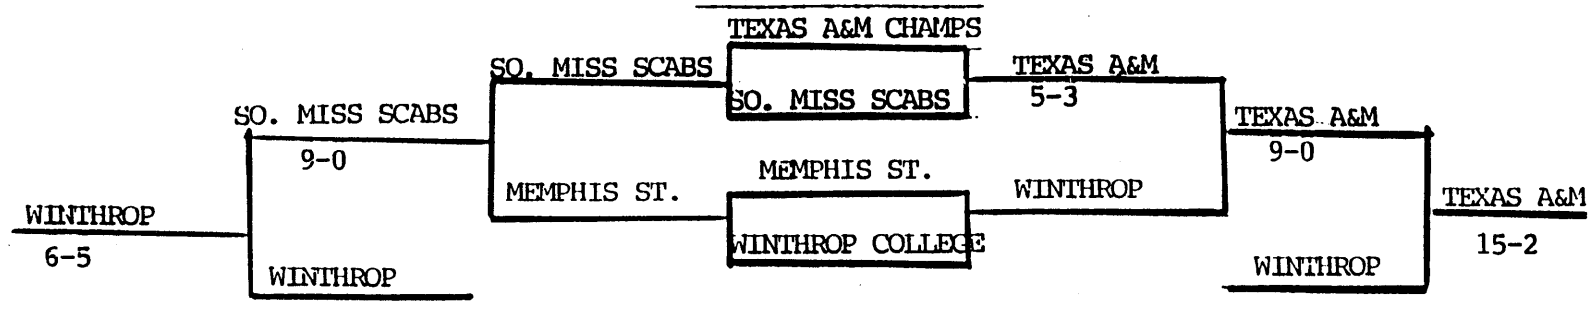 TEXAS A&M CHAMPS
SO. MISS SCABS
TEXAS A&M
5-3
SO. MISS SCABS
SO. MISS SCABS
9-0
TEXAS A&M
9-0
MEMPHIS ST.
MEMPHIS ST.
WINTHROP
WINTHROP
6-5
TEXAS A&M
15-2
WINTHROP COLLEGE
WINTHROP
WINTHROP